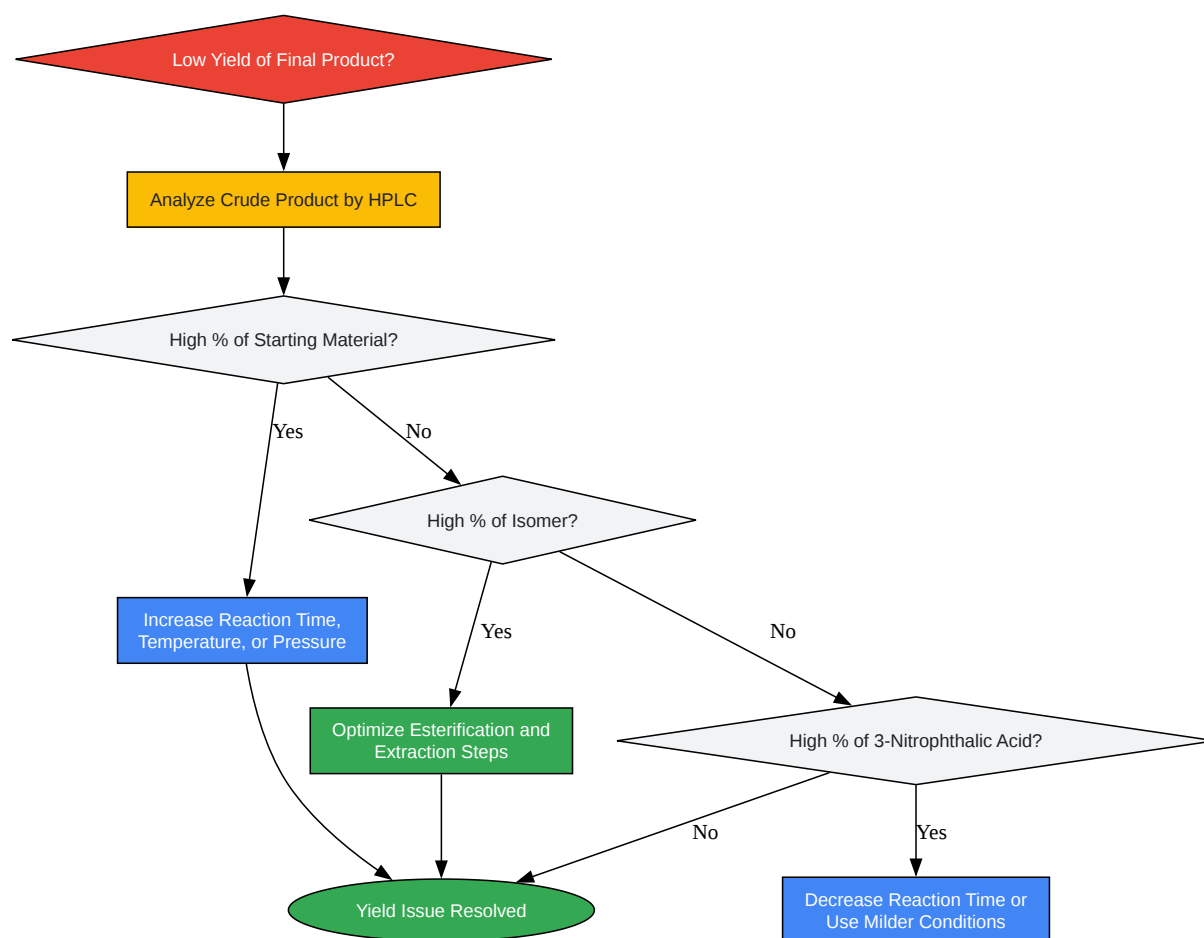 Low Yield of Final Product?
Analyze Crude Product by HPLC
High % of Starting Material?
Yes
No
High % of Isomer?
Increase Reaction Time,
Temperature, or Pressure
Yes
No
Optimize Esterification and
Extraction Steps
High % of 3-Nitrophthalic Acid?
No
Yes
Yield Issue Resolved
Decrease Reaction Time or
Use Milder Conditions